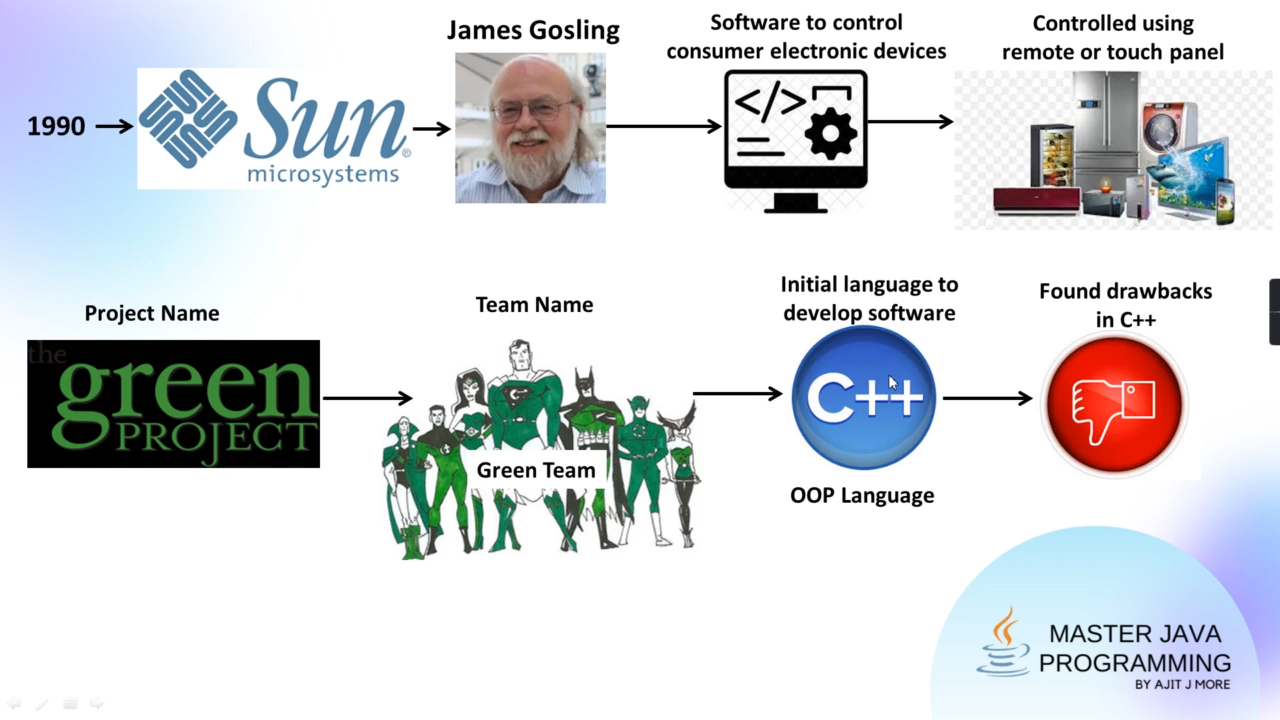 James Gosling
Software to control
consumer electronic devices
Controlled using
remote or touch panel
1990
Sun
microsystems
Project Name
Team Name
Initial language to
develop software
Found drawbacks
in C++
the
green
PROJECT
Green Team
C++
OOP Language
MASTER JAVA
PROGRAMMING
BY AJIT J MORE